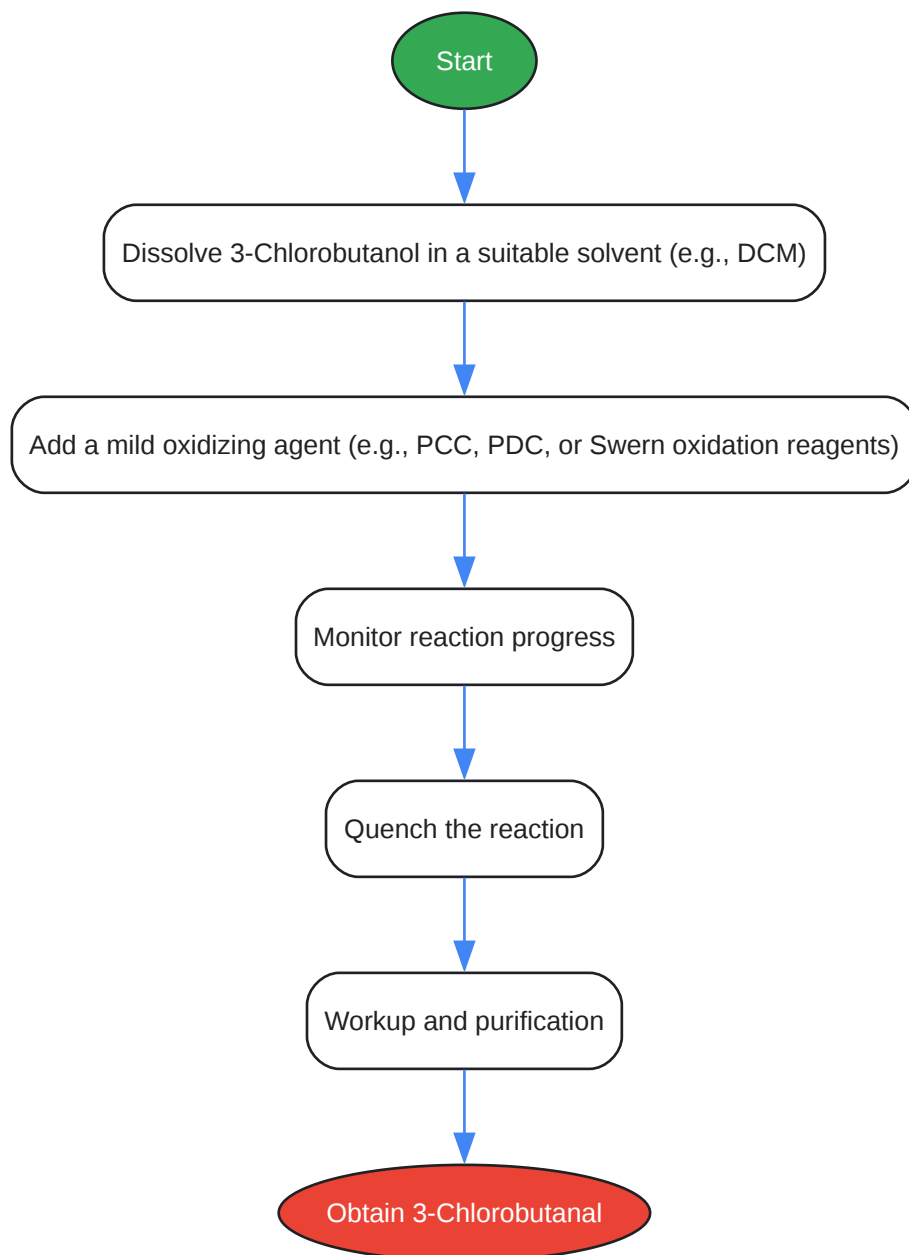 Start
Dissolve 3-Chlorobutanol in a suitable solvent (e.g., DCM)
Add a mild oxidizing agent (e.g., PCC, PDC, or Swern oxidation reagents)
Monitor reaction progress
Quench the reaction
Workup and purification
Obtain 3-Chlorobutanal